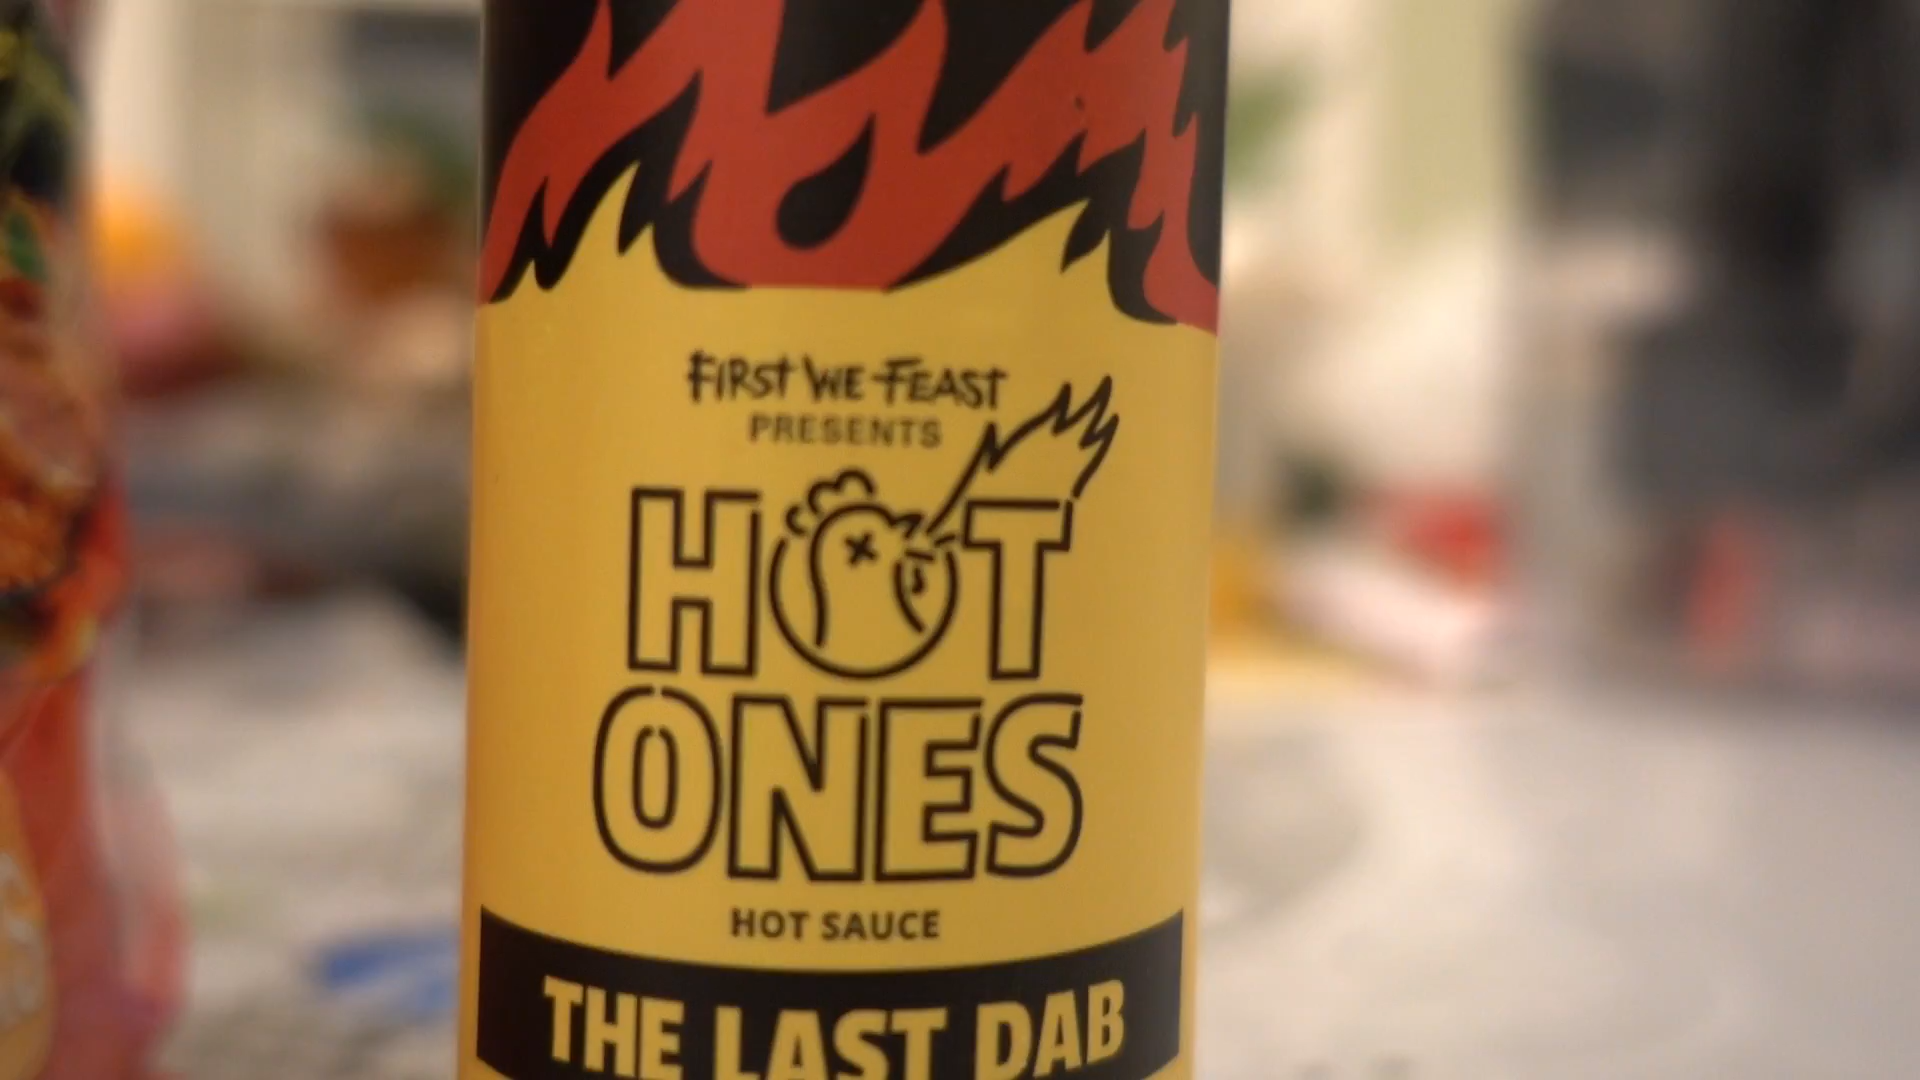 FIRST WE FEAST
PRESENTS
HOT
ONES
HOT SAUCE
THE LAST DAB